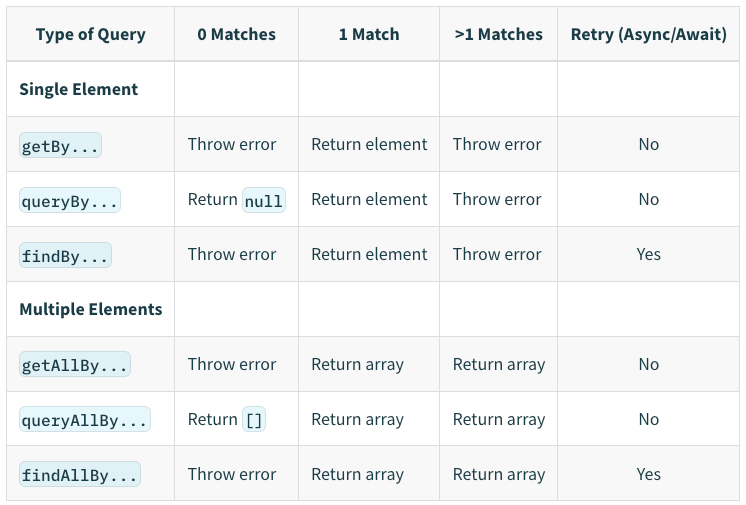 Type of Query 0 Matches 1 Match >1 Matches Retry (Async/Await)
Single Element
getBy... Throw error Return element Throw error No
queryBy... Return null Return element Throw error No
findBy... Throw error Return element Throw error Yes
Multiple Elements
getAllBy... Throw error Return array Return array No
queryAllBy... Return [] Return array Return array No
findAllBy... Throw error Return array Return array Yes